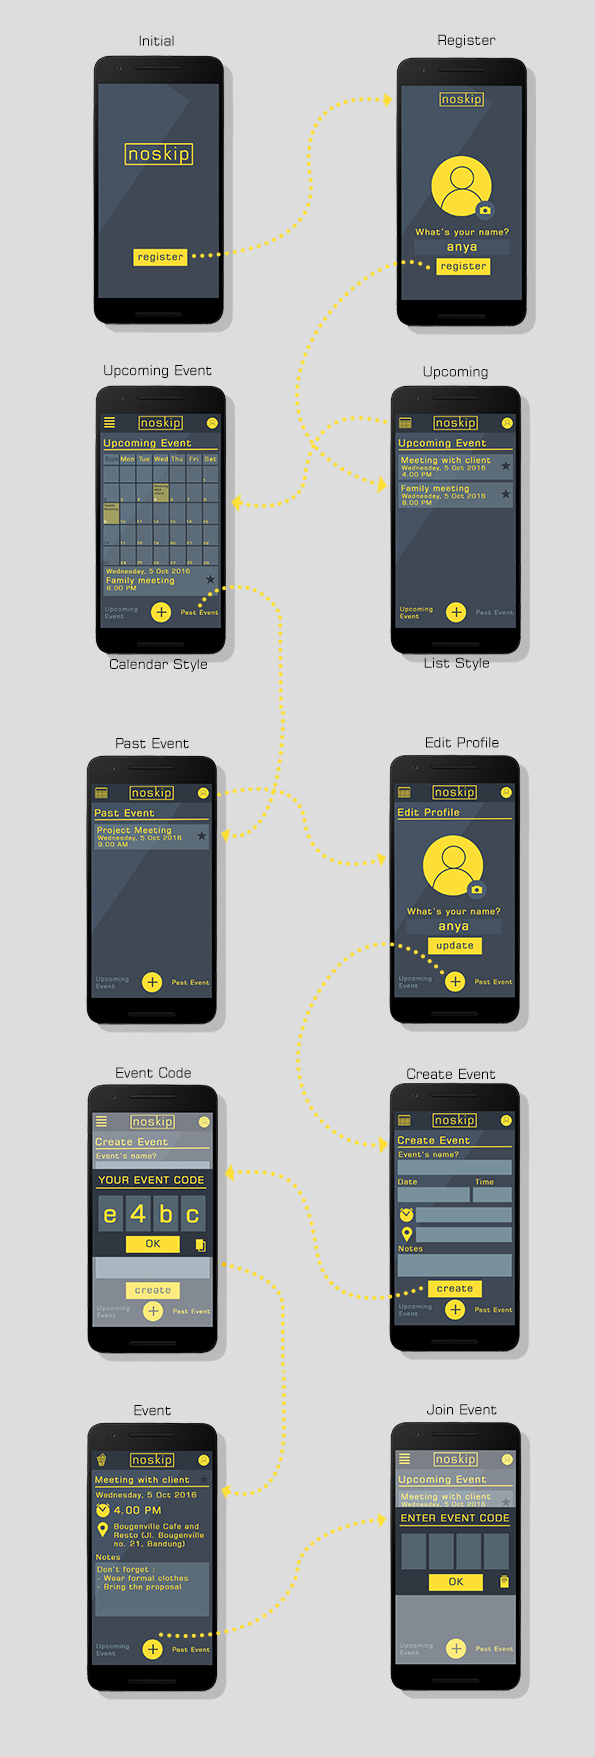 Initial
noskip
register
Register
noskip
What's your name?
anya
register
Upcoming Event
noskip
Upcoming Event
Mon Tue Wed Thu Fri Sat
Wednesday, 5 Oct 2016
Family meeting
8.00 PM
Upcoming
Event
Past Event
Calendar Style
Upcoming
noskip
Upcoming Event
Meeting with client
Wednesday, 5 Oct 2016
4.00 PM
Family meeting
Wednesday, 5 Oct 2016
8.00 PM
Upcoming
Event
Past Event
List Style
Past Event
noskip
Past Event
Project Meeting
Wednesday, 5 Oct 2016
9.00 AM
Upcoming
Event
Past Event
Edit Profile
noskip
Edit Profile
What's your name?
anya
update
Upcoming
Event
Past Event
Event Code
noskip
Create Event
Event's name?
YOUR EVENT CODE
e 4 b c
OK
create
Upcoming
Event
Past Event
Create Event
noskip
Create Event
Event's name?
Date Time
Notes
create
Upcoming
Event
Past Event
Event
noskip
Meeting with client
Wednesday, 5 Oct 2016
4.00 PM
Bougenville Cafe and
Resto (Jl. Bougenville
no. 21, Bandung)
Notes
Don't forget :
- Wear formal clothes
- Bring the proposal
Upcoming
Event
Past Event
Join Event
noskip
Upcoming Event
Meeting with client
Wednesday, 5 Oct 2016
ENTER EVENT CODE
OK
Upcoming
Event
Past Event